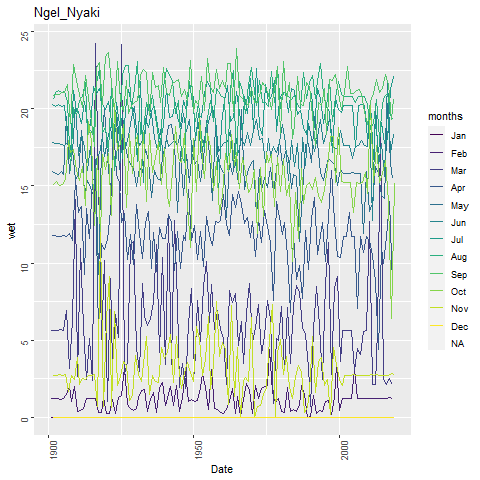 Ngel_Nyaki
25
20
15
10
5
0
wet
1900
1950
2000
Date
months
Jan
Feb
Mar
Apr
May
Jun
Jul
Aug
Sep
Oct
Nov
Dec
NA